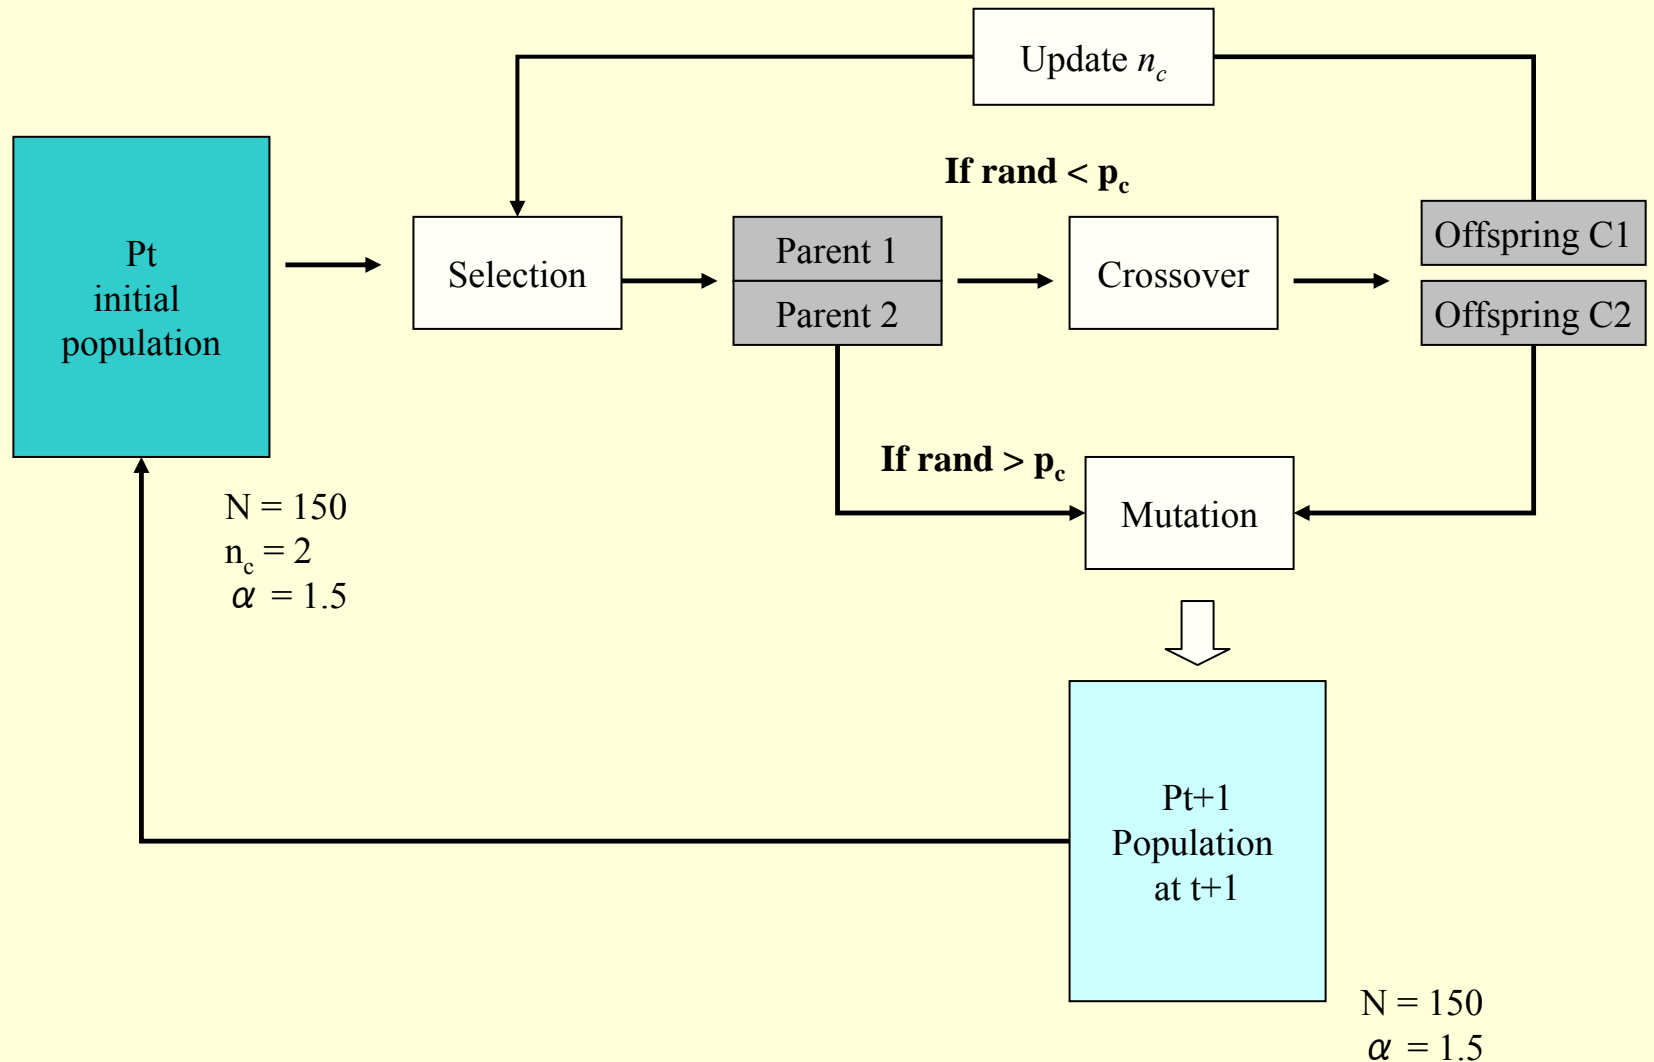 Update n_c
If rand < p_c
Pt
initial
population
Selection
Parent 1
Parent 2
Crossover
Offspring C1
Offspring C2
If rand > p_c
Mutation
N = 150
n_c = 2
α = 1.5
Pt+1
Population
at t+1
N = 150
α = 1.5